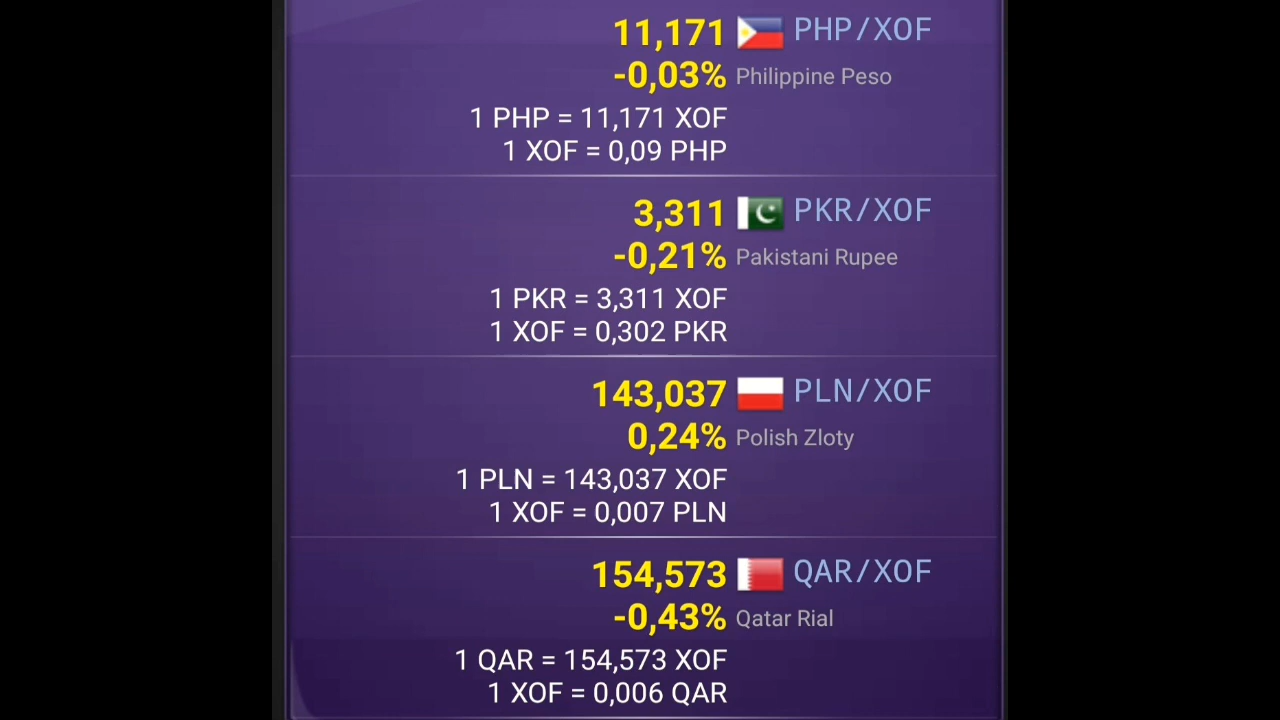 11,171 PHP/XOF
-0,03% Philippine Peso
1 PHP = 11,171 XOF
1 XOF = 0,09 PHP
3,311 PKR/XOF
-0,21% Pakistani Rupee
1 PKR = 3,311 XOF
1 XOF = 0,302 PKR
143,037 PLN/XOF
0,24% Polish Zloty
1 PLN = 143,037 XOF
1 XOF = 0,007 PLN
154,573 QAR/XOF
-0,43% Qatar Rial
1 QAR = 154,573 XOF
1 XOF = 0,006 QAR